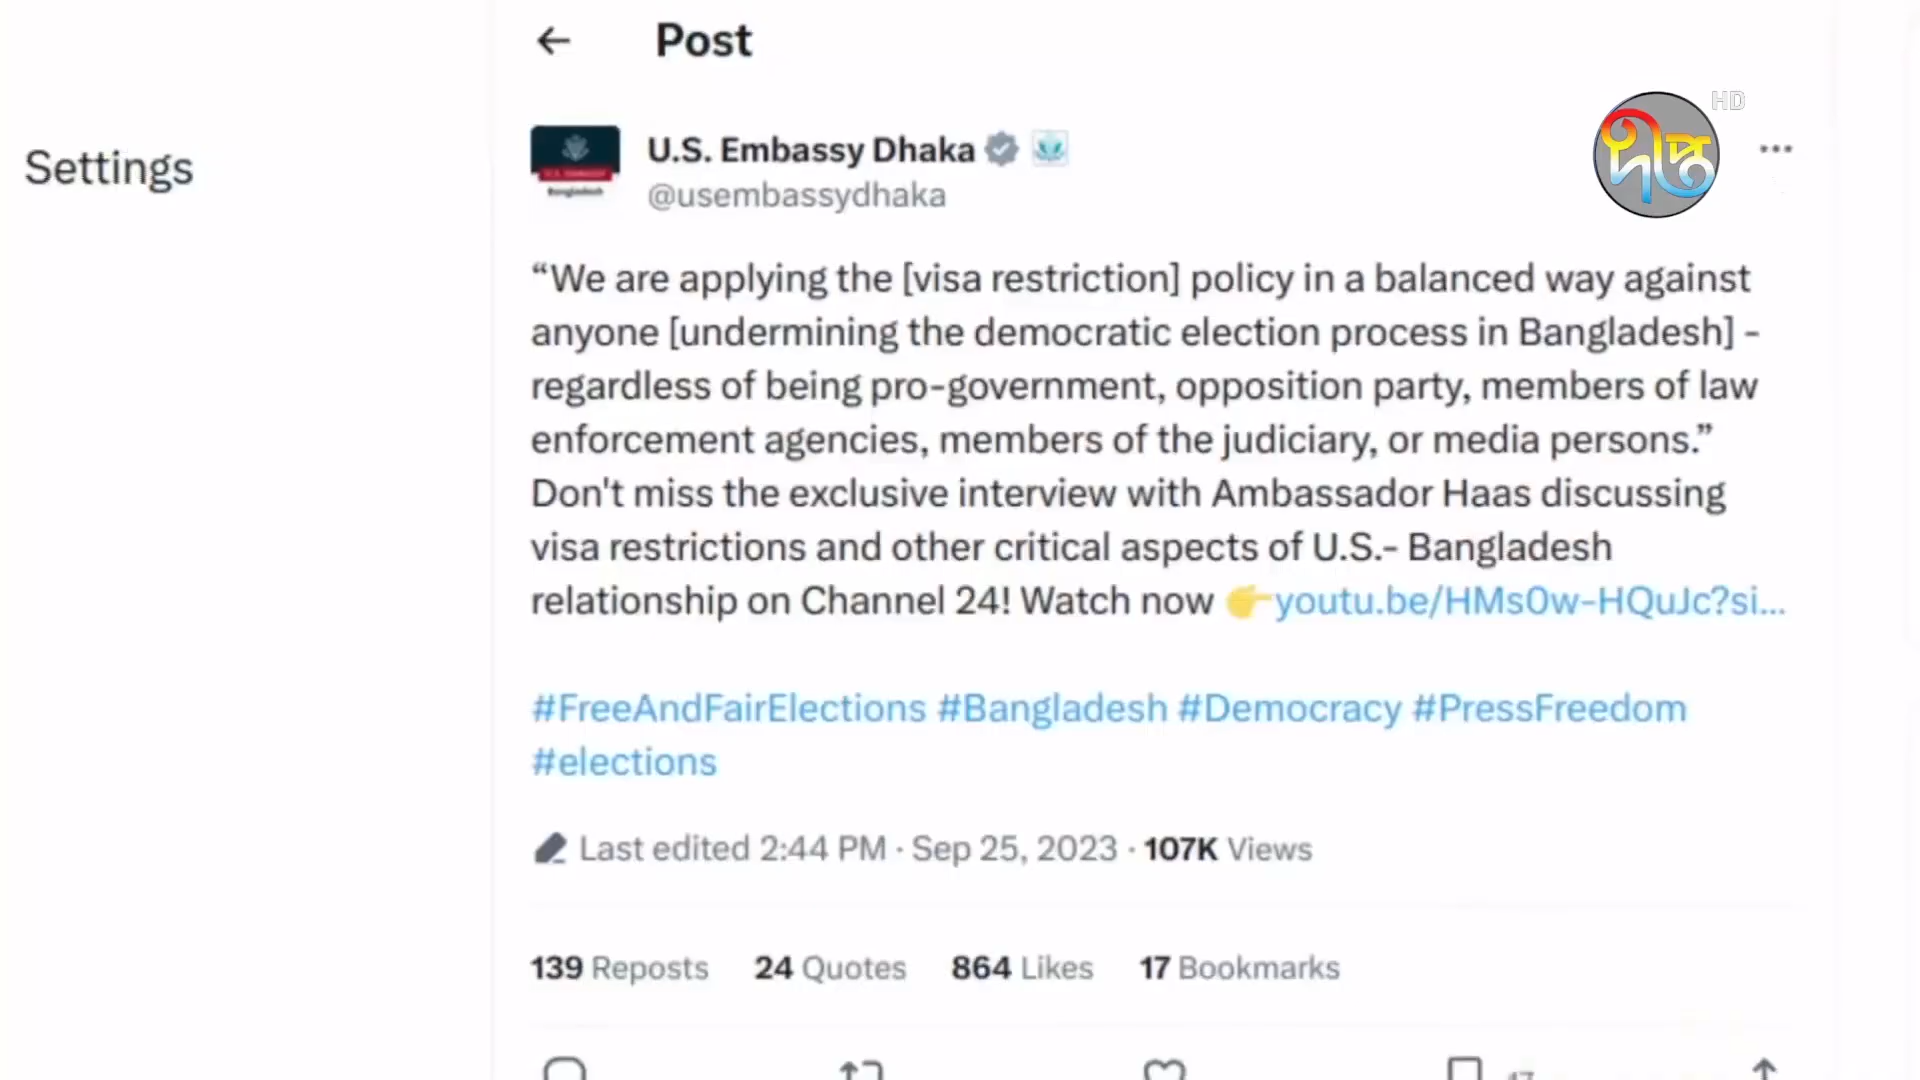 Post
HD
দীপ্ত
Settings
U.S. Embassy Dhaka
U.S. EMBASSY
Bangladesh
@usembassydhaka
“We are applying the [visa restriction] policy in a balanced way against
anyone [undermining the democratic election process in Bangladesh] -
regardless of being pro-government, opposition party, members of law
enforcement agencies, members of the judiciary, or media persons.”
Don't miss the exclusive interview with Ambassador Haas discussing
visa restrictions and other critical aspects of U.S.- Bangladesh
relationship on Channel 24! Watch now 👉youtu.be/HMs0w-HQuJc?si...
#FreeAndFairElections #Bangladesh #Democracy #PressFreedom
#elections
Last edited 2:44 PM · Sep 25, 2023 · 107K Views
139 Reposts 24 Quotes 864 Likes 17 Bookmarks